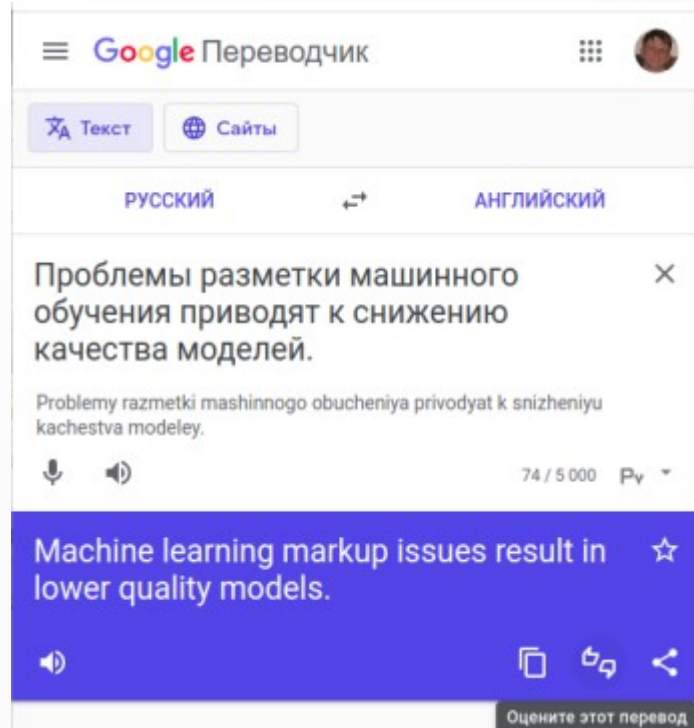 Google Переводчик
Текст
Сайты
РУССКИЙ
АНГЛИЙСКИЙ
Проблемы разметки машинного
обучения приводят к снижению
качества моделей.
Problemy razmetki mashinnogo obucheniya privodyat k snizheniyu
kachestva modeley.
74 / 5 000
Ру
Machine learning markup issues result in
lower quality models.
Оцените этот перевод